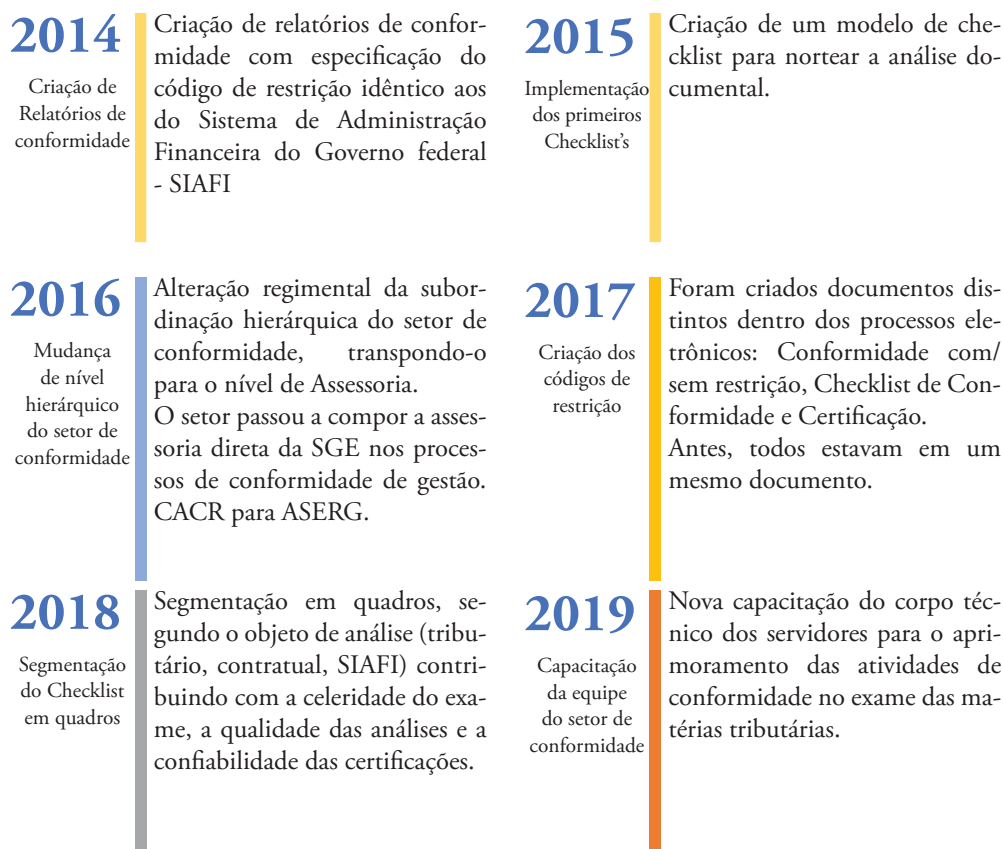 2014
Criação de
Relatórios de
conformidade
Criação de relatórios de confor-
midade com especificação do
código de restrição idêntico aos
do Sistema de Administração
Financeira do Governo federal
- SIAFI
2015
Implementação
dos primeiros
Checklist's
Criação de um modelo de che-
cklist para nortear a análise do-
cumental.
2016
Mudança
de nível
hierárquico
do setor de
conformidade
Alteração regimental da subor-
dinação hierárquica do setor de
conformidade, transpondo-o
para o nível de Assessoria.
O setor passou a compor a asses-
soria direta da SGE nos proces-
sos de conformidade de gestão.
CACR para ASERG.
2017
Criação dos
códigos de
restrição
Foram criados documentos dis-
tintos dentro dos processos ele-
trônicos: Conformidade com/
sem restrição, Checklist de Con-
formidade e Certificação.
Antes, todos estavam em um
mesmo documento.
2018
Segmentação
do Checklist
em quadros
Segmentação em quadros, se-
gundo o objeto de análise (tribu-
tário, contratual, SIAFI) contri-
buindo com a celeridade do exa-
me, a qualidade das análises e a
confiabilidade das certificações.
2019
Capacitação
da equipe
do setor de
conformidade
Nova capacitação do corpo téc-
nico dos servidores para o apri-
moramento das atividades de
conformidade no exame das ma-
térias tributárias.